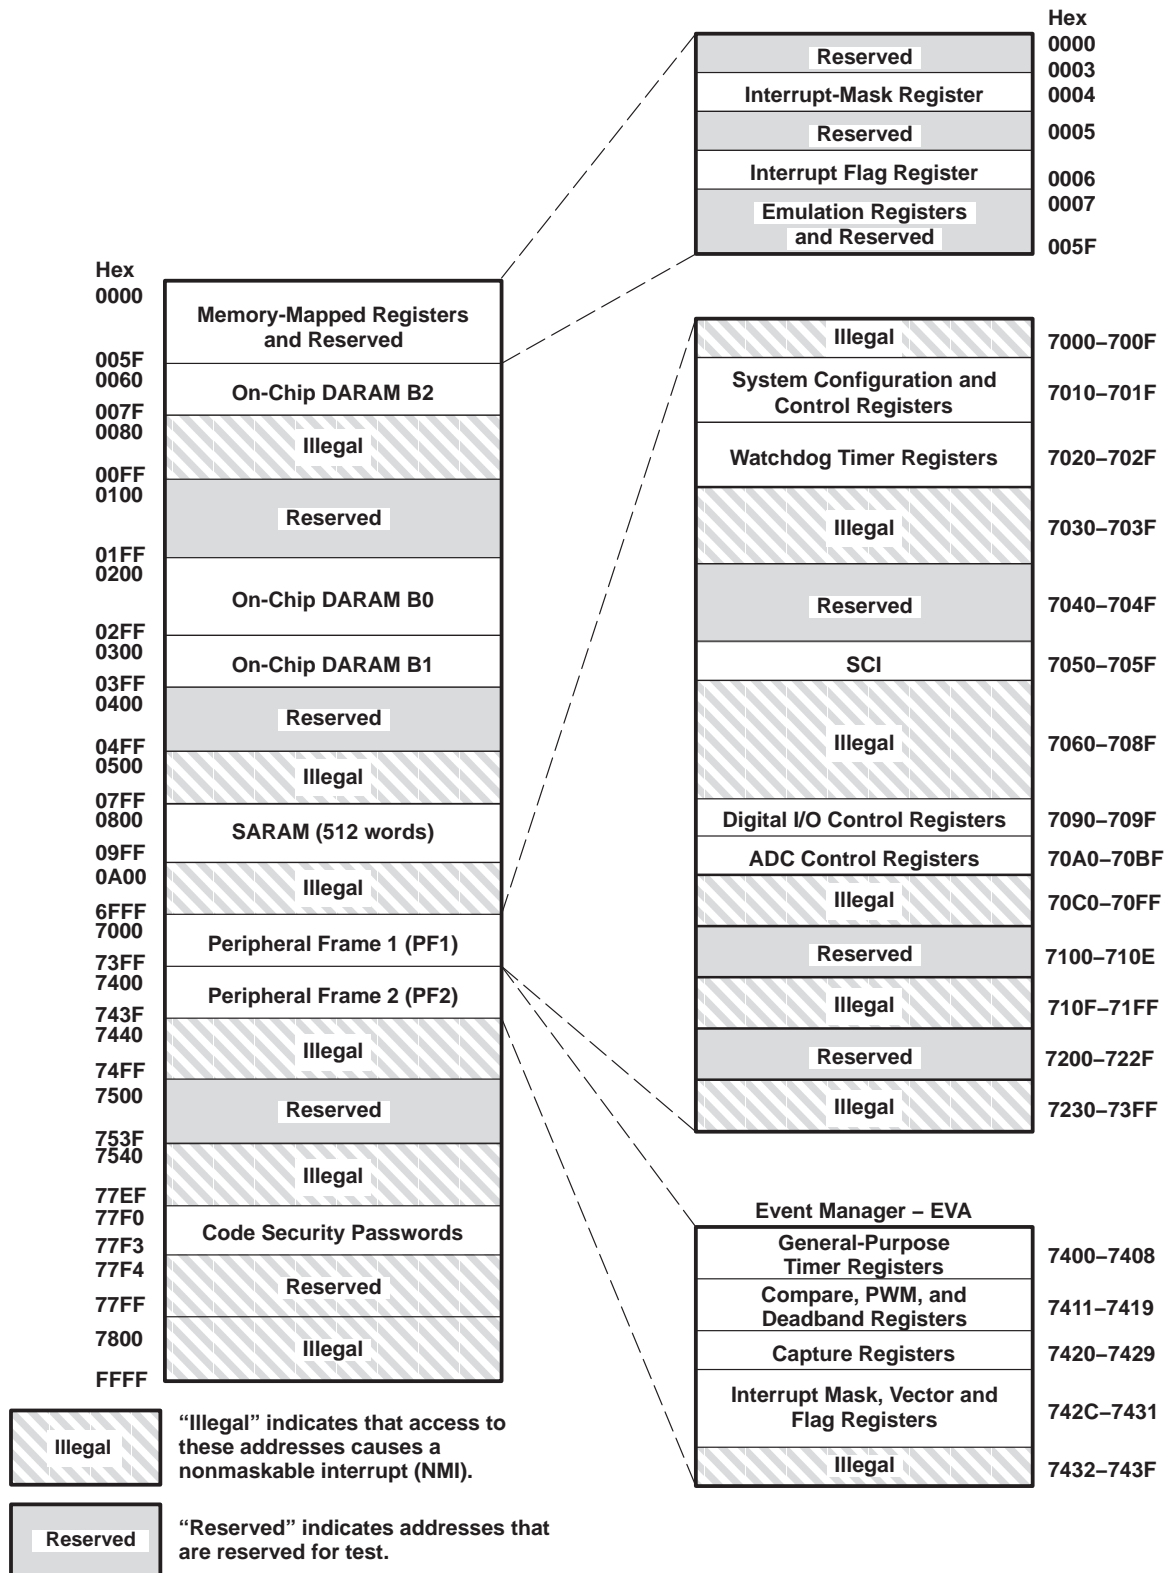 Hex
0000
Reserved
0003
Interrupt-Mask Register
0004
Reserved
0005
Interrupt Flag Register
0006
0007
Emulation Registers
and Reserved
005F
Hex
0000
Memory-Mapped Registers
and Reserved
005F
0060
On-Chip DARAM B2
007F
0080
Illegal
00FF
0100
Reserved
01FF
0200
On-Chip DARAM B0
02FF
0300
On-Chip DARAM B1
03FF
0400
Reserved
04FF
0500
Illegal
07FF
0800
SARAM (512 words)
09FF
0A00
Illegal
6FFF
7000
Peripheral Frame 1 (PF1)
73FF
7400
Peripheral Frame 2 (PF2)
743F
7440
Illegal
74FF
7500
Reserved
753F
7540
Illegal
77EF
77F0
Code Security Passwords
77F3
77F4
Reserved
77FF
7800
Illegal
FFFF
Illegal
7000–700F
System Configuration and
Control Registers
7010–701F
Watchdog Timer Registers
7020–702F
Illegal
7030–703F
Reserved
7040–704F
SCI
7050–705F
Illegal
7060–708F
Digital I/O Control Registers
7090–709F
ADC Control Registers
70A0–70BF
Illegal
70C0–70FF
Reserved
7100–710E
Illegal
710F–71FF
Reserved
7200–722F
Illegal
7230–73FF
Event Manager – EVA
General-Purpose
Timer Registers
7400–7408
Compare, PWM, and
Deadband Registers
7411–7419
Capture Registers
7420–7429
Interrupt Mask, Vector and
Flag Registers
742C–7431
Illegal
7432–743F
Illegal
“Illegal” indicates that access to
these addresses causes a
nonmaskable interrupt (NMI).
Reserved
“Reserved” indicates addresses that
are reserved for test.